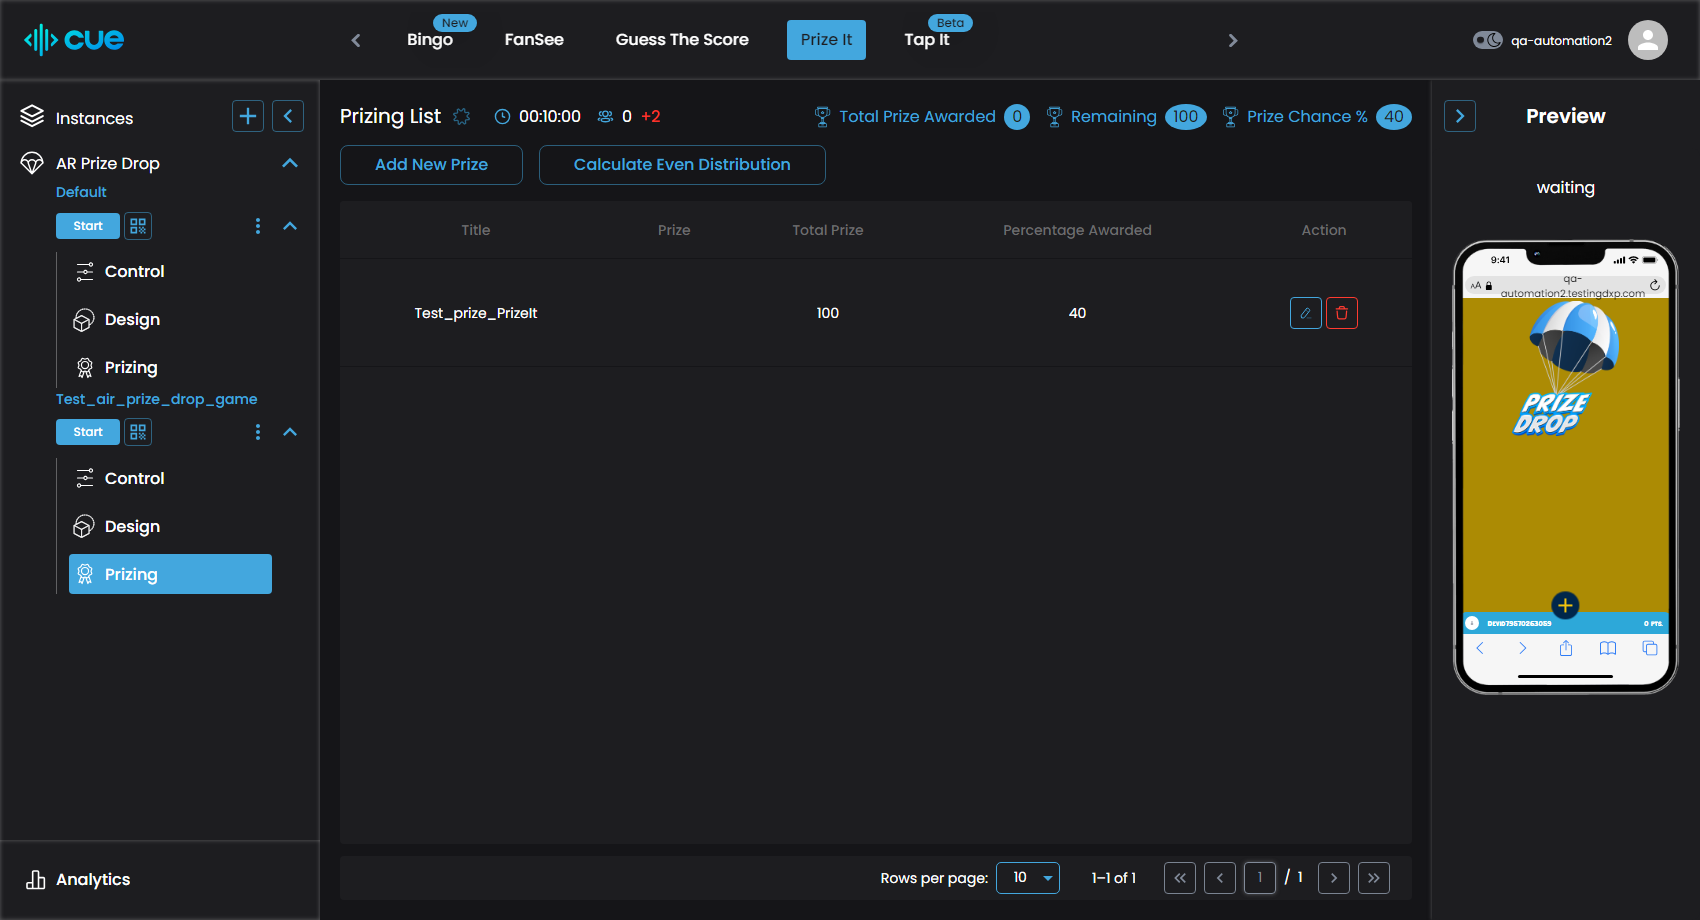 cue
Bingo
New
FanSee
Guess The Score
Prize It
Tap It
Beta
qa-automation2
Instances
AR Prize Drop
Default
Start
Control
Design
Prizing
Test_air_prize_drop_game
Start
Control
Design
Prizing
Analytics
Prizing List
00:10:00
0 +2
Total Prize Awarded 0
Remaining 100
Prize Chance % 40
Add New Prize
Calculate Even Distribution
Title Prize Total Prize Percentage Awarded Action
Test_prize_PrizeIt 100 40
Rows per page: 10 1–1 of 1 1 / 1
Preview
waiting
9:41
AA
qa-
automation2.testingdxp.com
PRIZE
DROP
0 PTS.